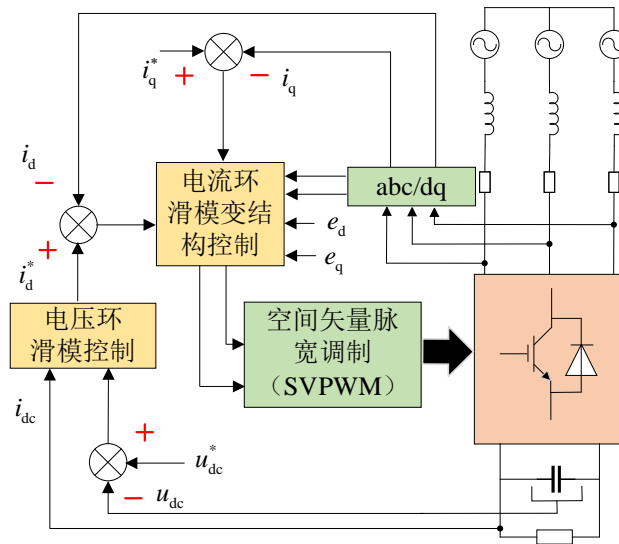 i*q
+
−
iq
id
−
电流环
滑模变结
构控制
abc/dq
ed
+
i*d
eq
电压环
滑模控制
空间矢量脉
宽调制
（SVPWM）
idc
+
u*dc
−
udc